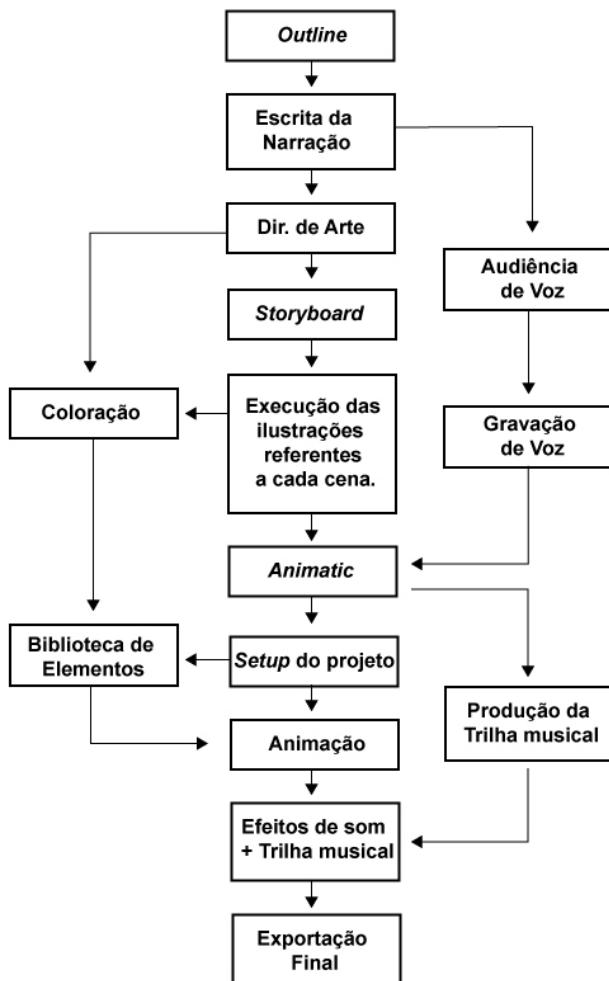 Outline
Escrita da
Narração
Dir. de Arte
Audiência
de Voz
Storyboard
Coloração
Execução das
ilustrações
referentes
a cada cena.
Gravação
de Voz
Animatic
Biblioteca de
Elementos
Setup do projeto
Produção da
Trilha musical
Animação
Efeitos de som
+ Trilha musical
Exportação
Final